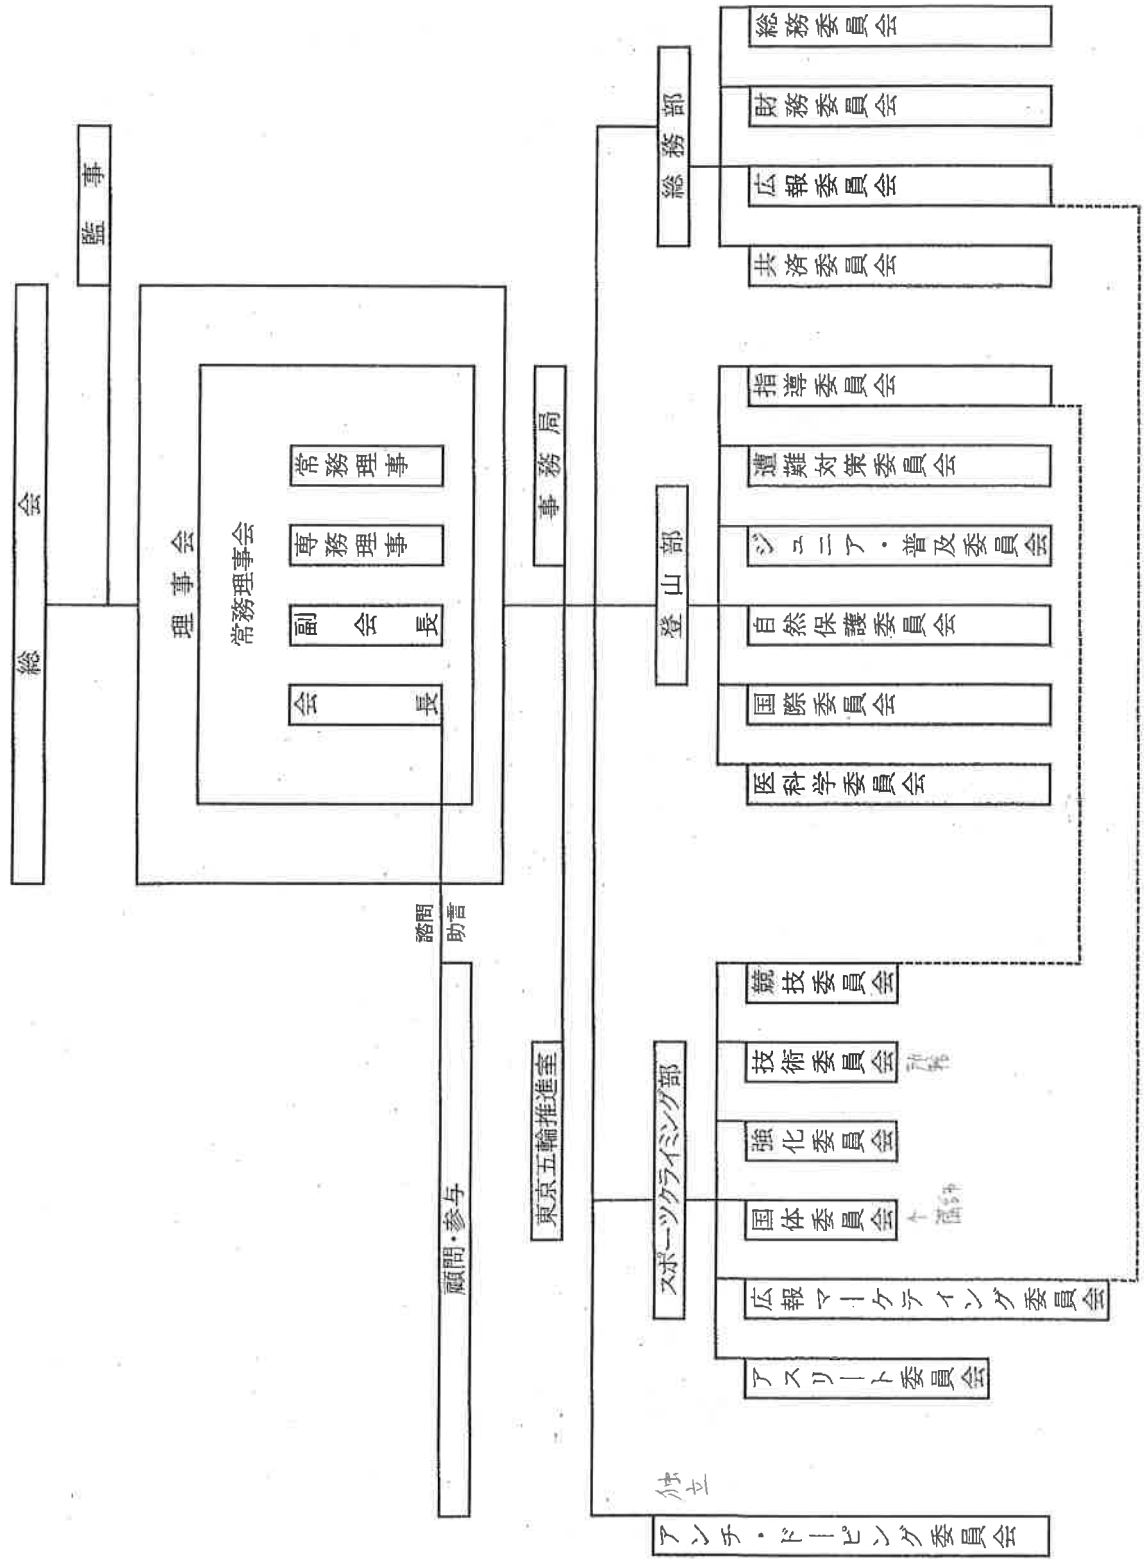 総会
監事
理事会
常務理事会
会長
副会長
専務理事
常務理事
諮問
助言
顧問・参与
事務局
東京五輪推進室
総務部
登山部
スポーツクライミング部
独立
アンチ・ドーピング委員会
アスリート委員会
広報マーケティング委員会
国体委員会
強化委員会
技術委員会
競技委員会
医科学委員会
国際委員会
自然保護委員会
ジュニア・普及委員会
遭難対策委員会
指導委員会
共済委員会
広報委員会
財務委員会
総務委員会